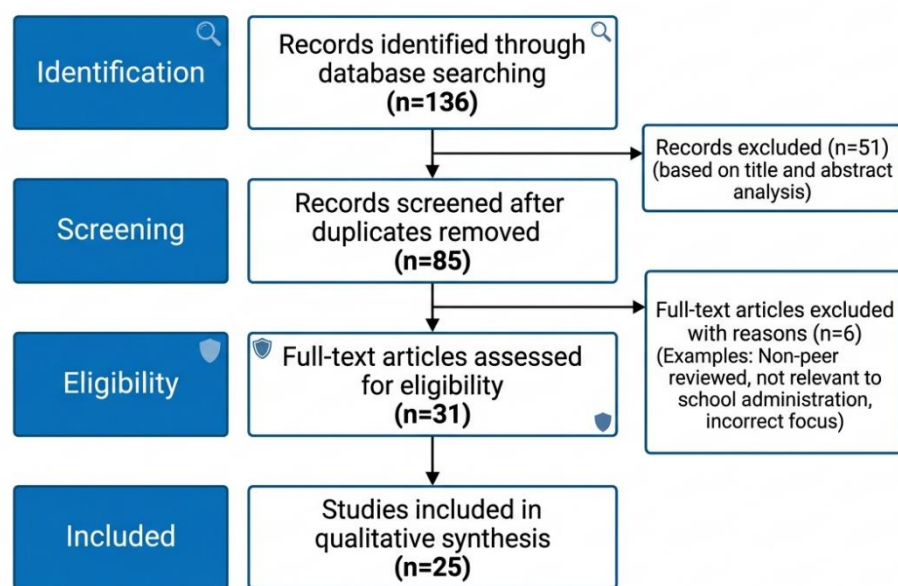 Identification
Records identified through
database searching
(n=136)
Records excluded (n=51)
(based on title and abstract
analysis)
Screening
Records screened after
duplicates removed
(n=85)
Full-text articles excluded
with reasons (n=6)
(Examples: Non-peer
reviewed, not relevant to
school administration,
incorrect focus)
Eligibility
Full-text articles assessed
for eligibility
(n=31)
Included
Studies included in
qualitative synthesis
(n=25)